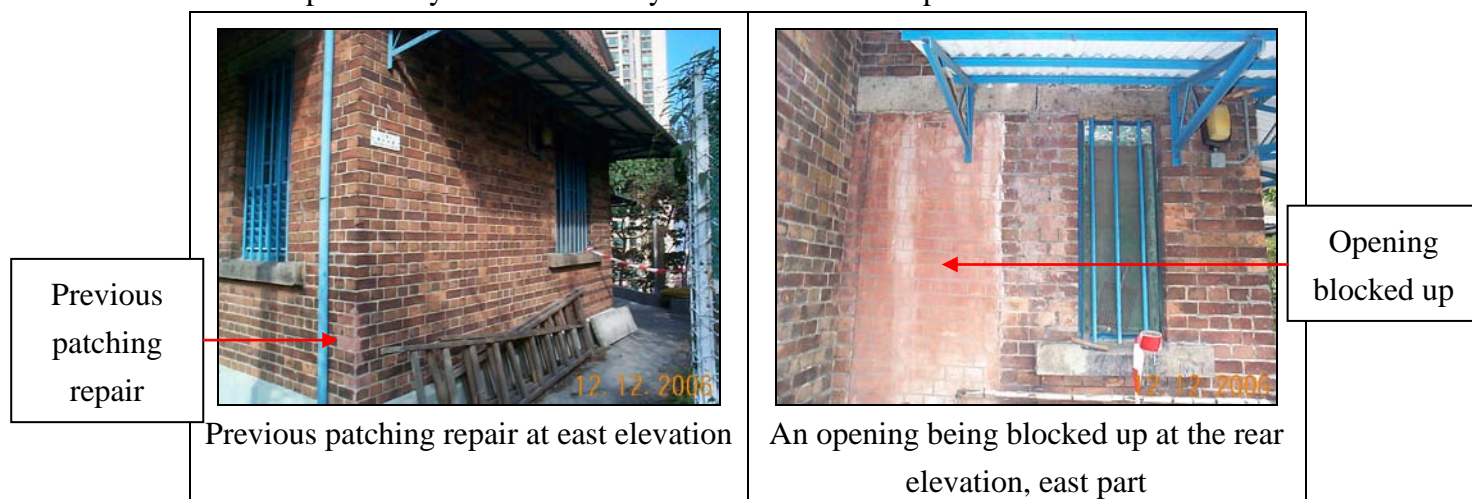 Previous
patching
repair
12.12.2006
Previous patching repair at east elevation
12.12.2006
Opening
blocked up
An opening being blocked up at the rear
elevation, east part